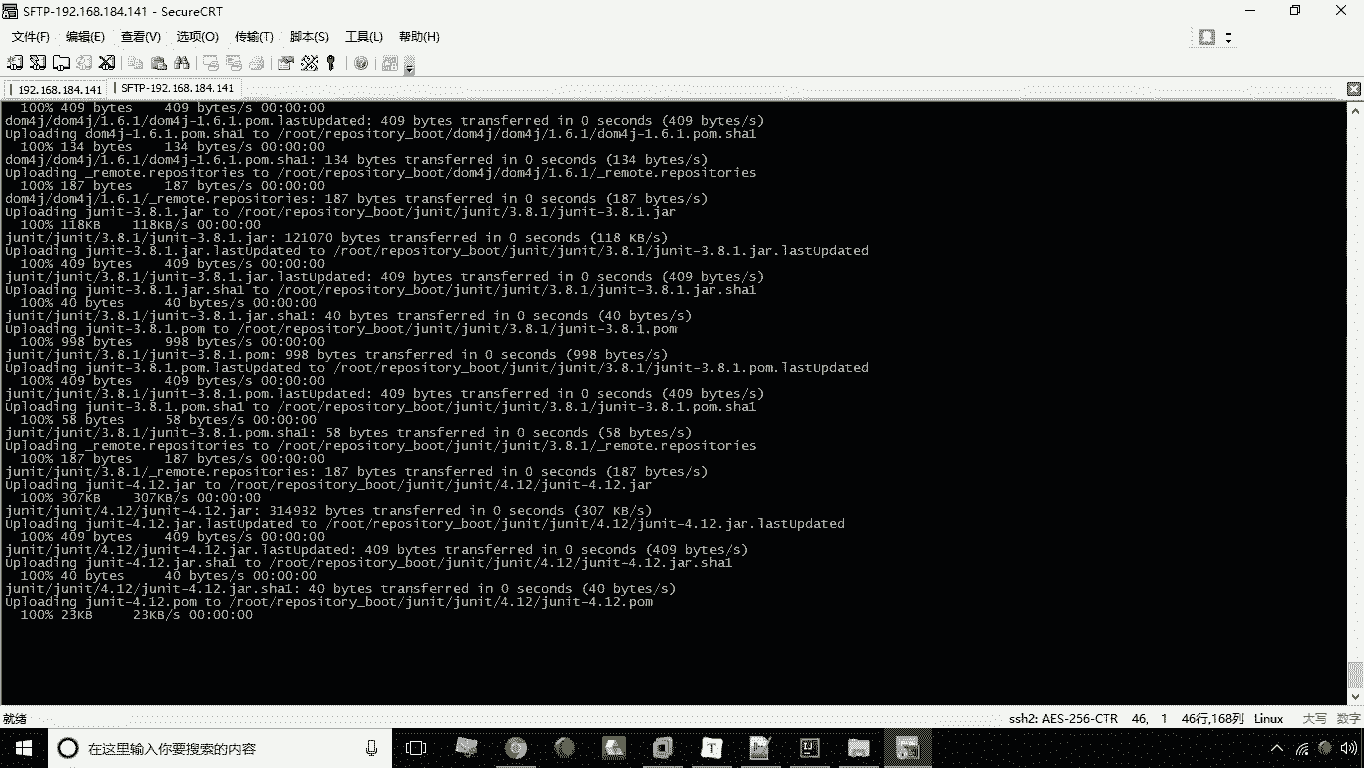 SFTP-192.168.184.141 - SecureCRT
文件(F) 编辑(E) 查看(V) 选项(O) 传输(T) 脚本(S) 工具(L) 帮助(H)
192.168.184.141 SFTP-192.168.184.141
100% 409 bytes 409 bytes/s 00:00:00
dom4j/dom4j/1.6.1/dom4j-1.6.1.pom.lastUpdated: 409 bytes transferred in 0 seconds (409 bytes/s)
Uploading dom4j-1.6.1.pom.sha1 to /root/repository_boot/dom4j/dom4j/1.6.1/dom4j-1.6.1.pom.sha1
100% 134 bytes 134 bytes/s 00:00:00
dom4j/dom4j/1.6.1/dom4j-1.6.1.pom.sha1: 134 bytes transferred in 0 seconds (134 bytes/s)
Uploading _remote.repositories to /root/repository_boot/dom4j/dom4j/1.6.1/_remote.repositories
100% 187 bytes 187 bytes/s 00:00:00
dom4j/dom4j/1.6.1/_remote.repositories: 187 bytes transferred in 0 seconds (187 bytes/s)
Uploading junit-3.8.1.jar to /root/repository_boot/junit/junit/3.8.1/junit-3.8.1.jar
100% 118KB 118KB/s 00:00:00
junit/junit/3.8.1/junit-3.8.1.jar: 121070 bytes transferred in 0 seconds (118 KB/s)
Uploading junit-3.8.1.jar.lastUpdated to /root/repository_boot/junit/junit/3.8.1/junit-3.8.1.jar.lastUpdated
100% 409 bytes 409 bytes/s 00:00:00
junit/junit/3.8.1/junit-3.8.1.jar.lastUpdated: 409 bytes transferred in 0 seconds (409 bytes/s)
Uploading junit-3.8.1.jar.sha1 to /root/repository_boot/junit/junit/3.8.1/junit-3.8.1.jar.sha1
100% 40 bytes 40 bytes/s 00:00:00
junit/junit/3.8.1/junit-3.8.1.jar.sha1: 40 bytes transferred in 0 seconds (40 bytes/s)
Uploading junit-3.8.1.pom to /root/repository_boot/junit/junit/3.8.1/junit-3.8.1.pom
100% 998 bytes 998 bytes/s 00:00:00
junit/junit/3.8.1/junit-3.8.1.pom: 998 bytes transferred in 0 seconds (998 bytes/s)
Uploading junit-3.8.1.pom.lastUpdated to /root/repository_boot/junit/junit/3.8.1/junit-3.8.1.pom.lastUpdated
100% 409 bytes 409 bytes/s 00:00:00
junit/junit/3.8.1/junit-3.8.1.pom.lastUpdated: 409 bytes transferred in 0 seconds (409 bytes/s)
Uploading junit-3.8.1.pom.sha1 to /root/repository_boot/junit/junit/3.8.1/junit-3.8.1.pom.sha1
100% 58 bytes 58 bytes/s 00:00:00
junit/junit/3.8.1/junit-3.8.1.pom.sha1: 58 bytes transferred in 0 seconds (58 bytes/s)
Uploading _remote.repositories to /root/repository_boot/junit/junit/3.8.1/_remote.repositories
100% 187 bytes 187 bytes/s 00:00:00
junit/junit/3.8.1/_remote.repositories: 187 bytes transferred in 0 seconds (187 bytes/s)
Uploading junit-4.12.jar to /root/repository_boot/junit/junit/4.12/junit-4.12.jar
100% 307KB 307KB/s 00:00:00
junit/junit/4.12/junit-4.12.jar: 314932 bytes transferred in 0 seconds (307 KB/s)
Uploading junit-4.12.jar.lastUpdated to /root/repository_boot/junit/junit/4.12/junit-4.12.jar.lastUpdated
100% 409 bytes 409 bytes/s 00:00:00
junit/junit/4.12/junit-4.12.jar.lastUpdated: 409 bytes transferred in 0 seconds (409 bytes/s)
Uploading junit-4.12.jar.sha1 to /root/repository_boot/junit/junit/4.12/junit-4.12.jar.sha1
100% 40 bytes 40 bytes/s 00:00:00
junit/junit/4.12/junit-4.12.jar.sha1: 40 bytes transferred in 0 seconds (40 bytes/s)
Uploading junit-4.12.pom to /root/repository_boot/junit/junit/4.12/junit-4.12.pom
100% 23KB 23KB/s 00:00:00
就绪 ssh2: AES-256-CTR 46, 1 46行,168列 Linux 大写 数字
在这里输入你要搜索的内容